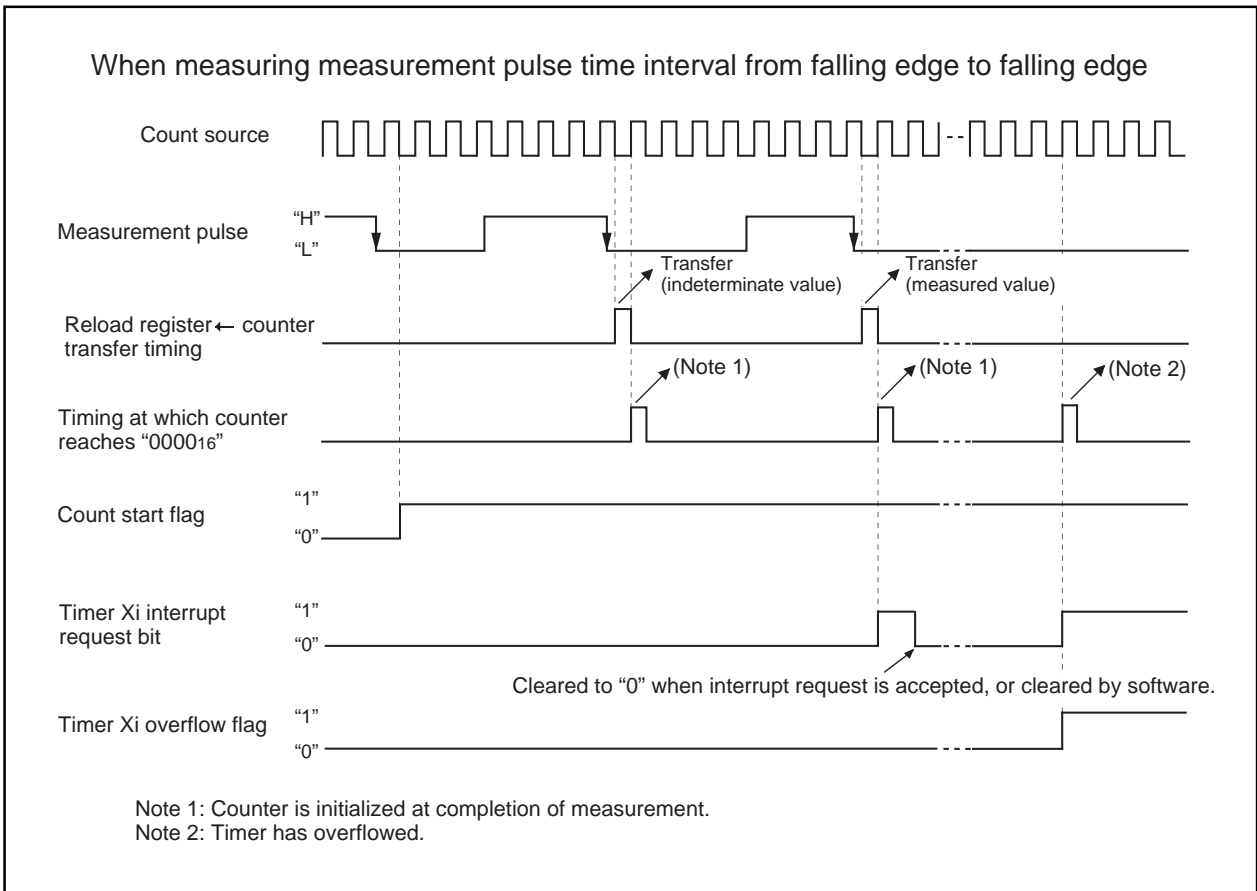 When measuring measurement pulse time interval from falling edge to falling edge
Count source
Measurement pulse
“H”
“L”
Transfer
(indeterminate value)
Transfer
(measured value)
Reload register ← counter
transfer timing
(Note 1)
(Note 1)
(Note 2)
Timing at which counter
reaches “000016”
Count start flag
“1”
“0”
Timer Xi interrupt
request bit
“1”
“0”
Cleared to “0” when interrupt request is accepted, or cleared by software.
Timer Xi overflow flag
“1”
“0”
Note 1: Counter is initialized at completion of measurement.
Note 2: Timer has overflowed.